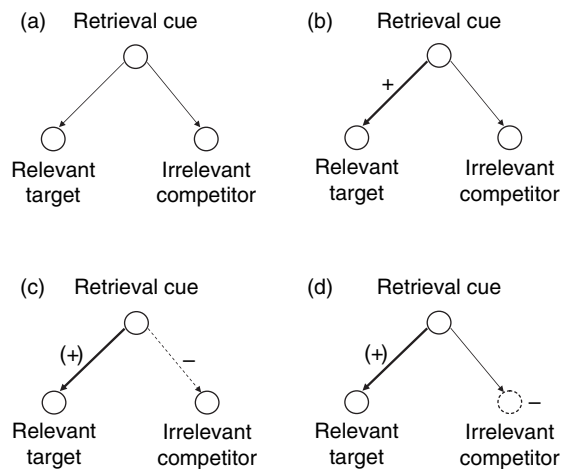 (a) Retrieval cue
Relevant target
Irrelevant competitor
(b) Retrieval cue
+
Relevant target
Irrelevant competitor
(c) Retrieval cue
(+)
–
Relevant target
Irrelevant competitor
(d) Retrieval cue
(+)
–
Relevant target
Irrelevant competitor